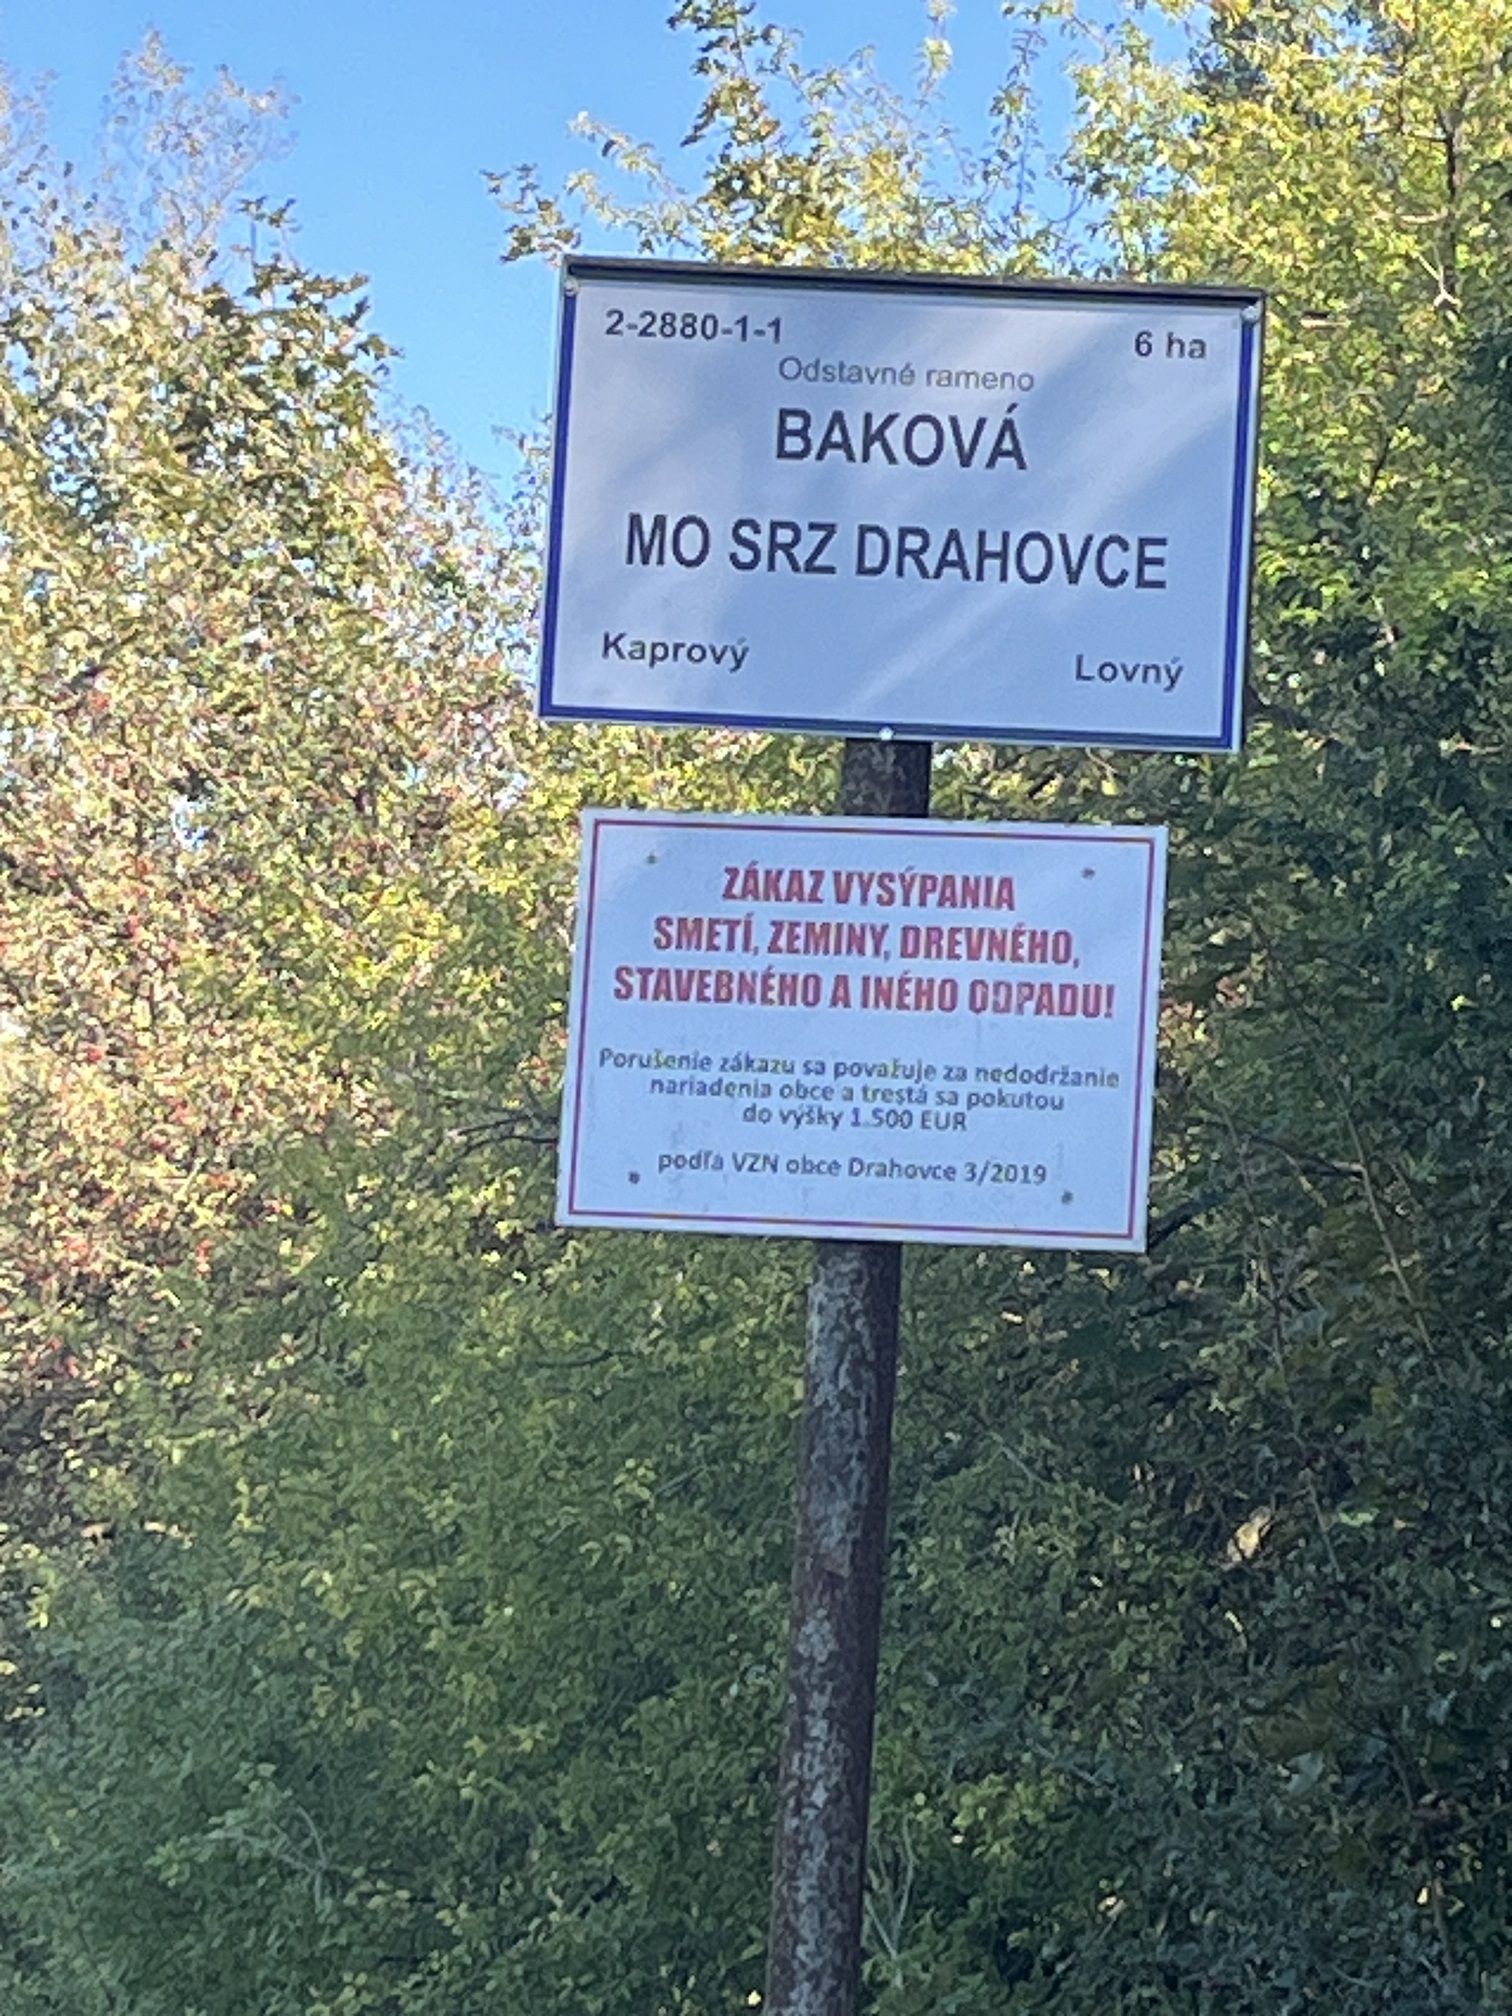 2-2880-1-1
6 ha
Odstavné rameno
BAKOVÁ
MO SRZ DRAHOVCE
Kaprový
Lovný
ZÁKAZ VYSÝPANIA
SMETÍ, ZEMINY, DREVNÉHO,
STAVEBNÉHO A INÉHO ODPADU!
Porušenie zákazu sa považuje za nedodržanie
nariadenia obce a trestá sa pokutou
do výšky 1.500 EUR
podľa VZN obce Drahovce 3/2019